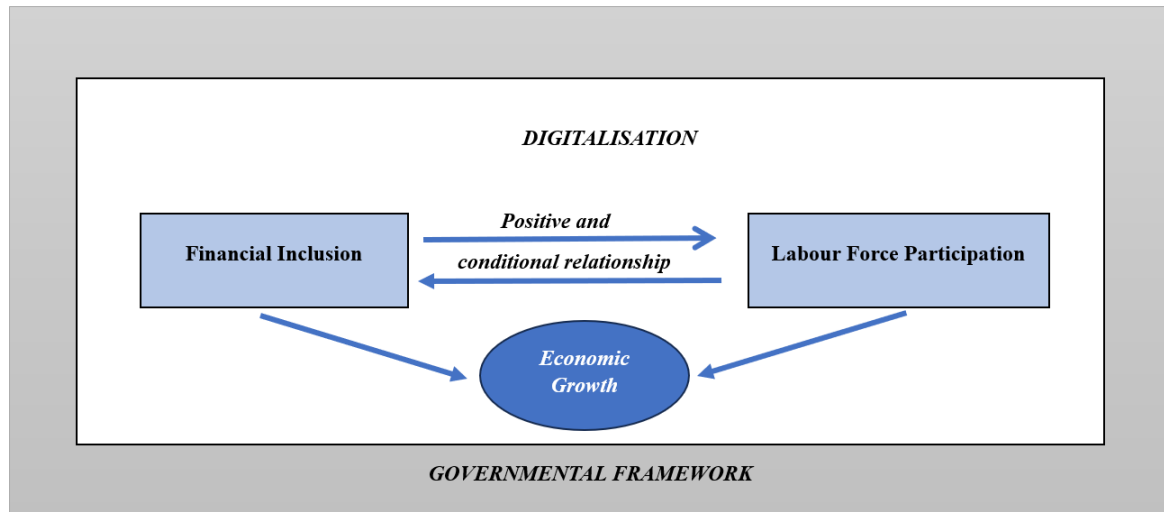 DIGITALISATION
Positive and
Financial Inclusion
conditional relationship
Labour Force Participation
Economic
Growth
GOVERNMENTAL FRAMEWORK